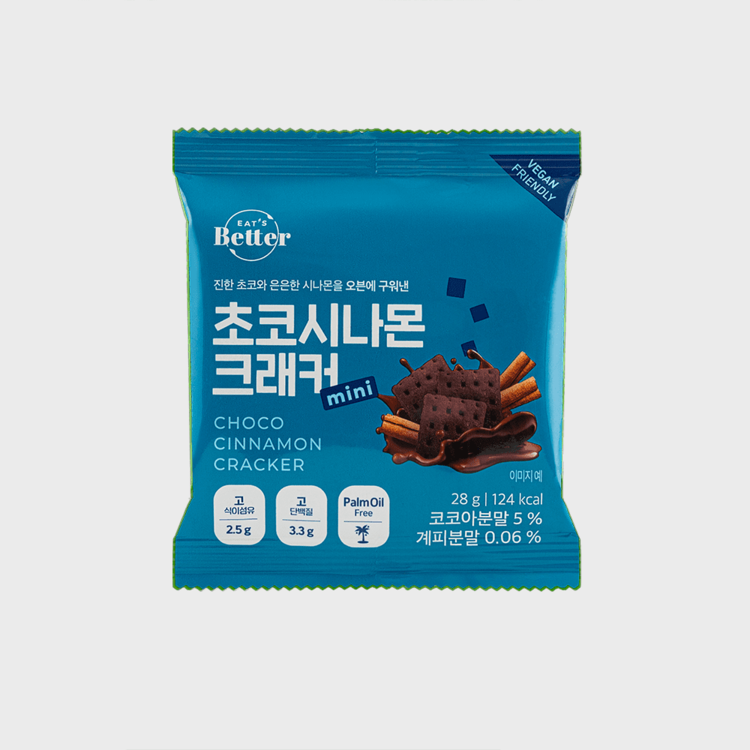 VEGAN
FRIENDLY
EAT'S
Better
진한 초코와 은은한 시나몬을 오븐에 구워낸
초코시나몬
크래커
mini
CHOCO
CINNAMON
CRACKER
이미지 예
고
식이섬유
2.5 g
고
단백질
3.3 g
Palm Oil
Free
28 g | 124 kcal
코코아분말 5 %
계피분말 0.06 %